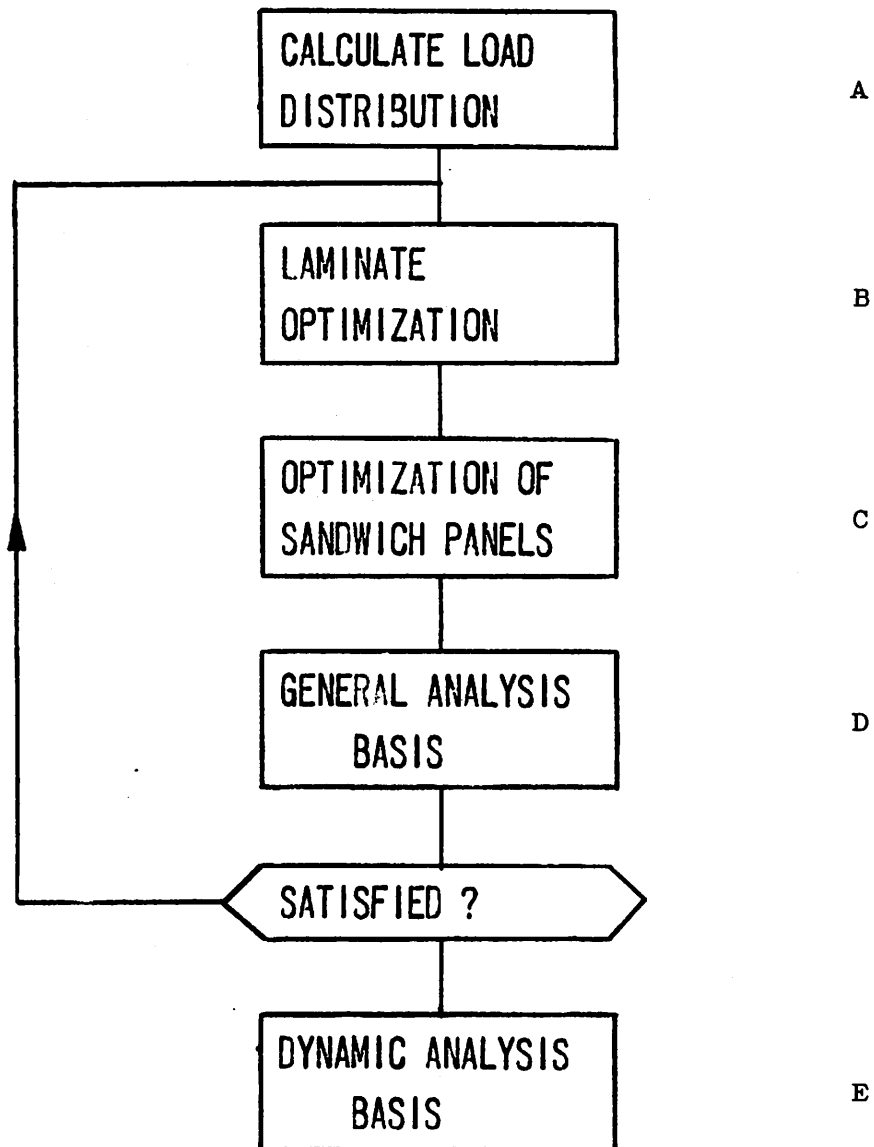 CALCULATE LOAD
DISTRIBUTION
A
LAMINATE
OPTIMIZATION
B
OPTIMIZATION OF
SANDWICH PANELS
C
GENERAL ANALYSIS
BASIS
D
SATISFIED ?
DYNAMIC ANALYSIS
BASIS
E